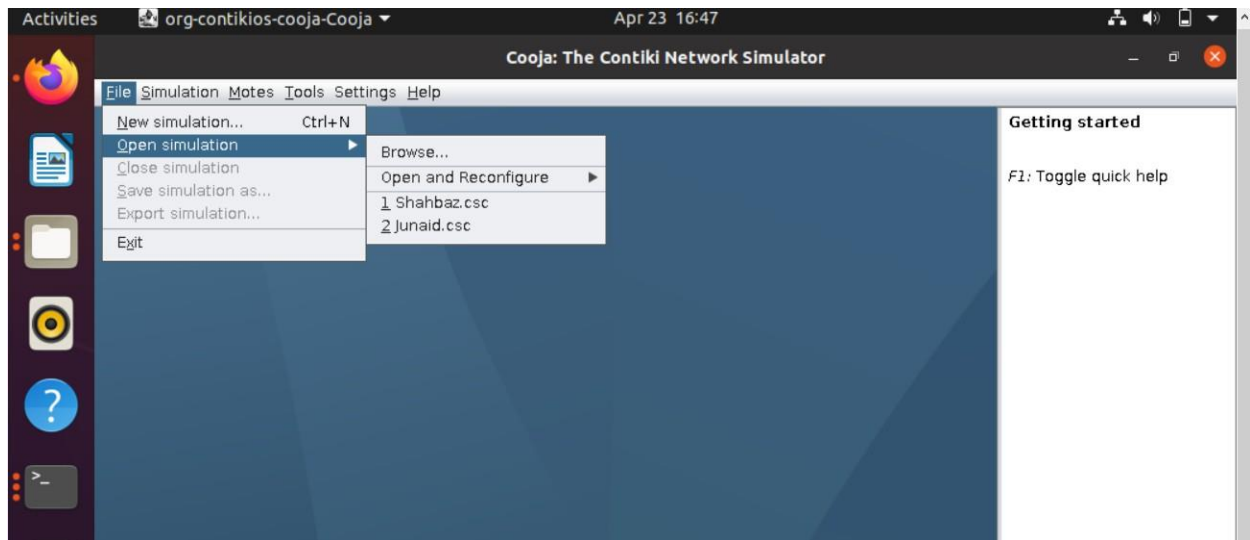 Activities org-contikios-cooja-Cooja Apr 23 16:47
Cooja: The Contiki Network Simulator
File Simulation Motes Tools Settings Help
New simulation... Ctrl+N
Open simulation
Close simulation
Save simulation as...
Export simulation...
Exit
Browse...
Open and Reconfigure
1 Shahbaz.csc
2 Junaid.csc
Getting started
F1: Toggle quick help
?
>_